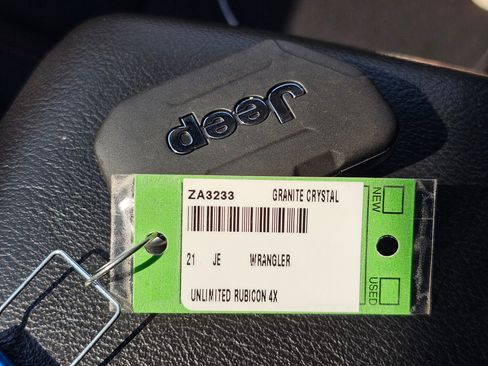 Jeep
ZA3233 GRANITE CRYSTAL
21 JE WRANGLER
UNLIMITED RUBICON 4X
NEW
USED